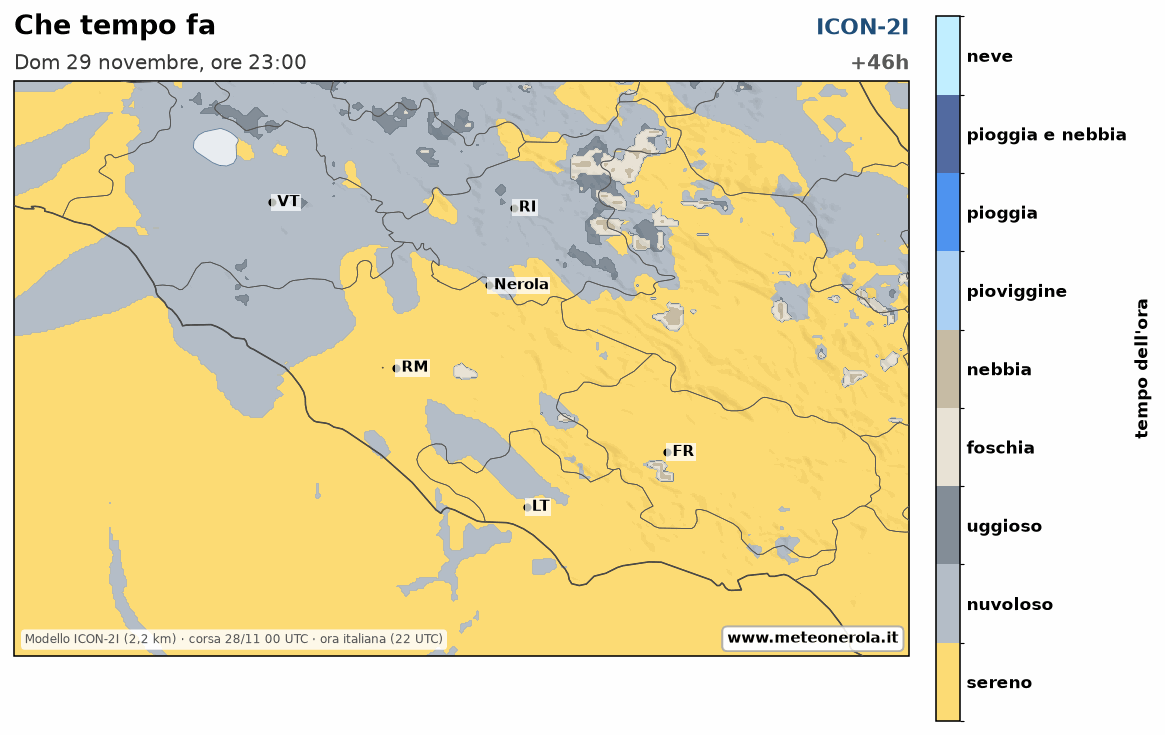 Che tempo fa
ICON-2I
Dom 29 novembre, ore 23:00
+46h
neve
pioggia e nebbia
pioggia
pioviggine
nebbia
foschia
uggioso
nuvoloso
sereno
tempo dell'ora
VT
RI
Nerola
RM
FR
LT
Modello ICON-2I (2,2 km) · corsa 28/11 00 UTC · ora italiana (22 UTC)
www.meteonerola.it